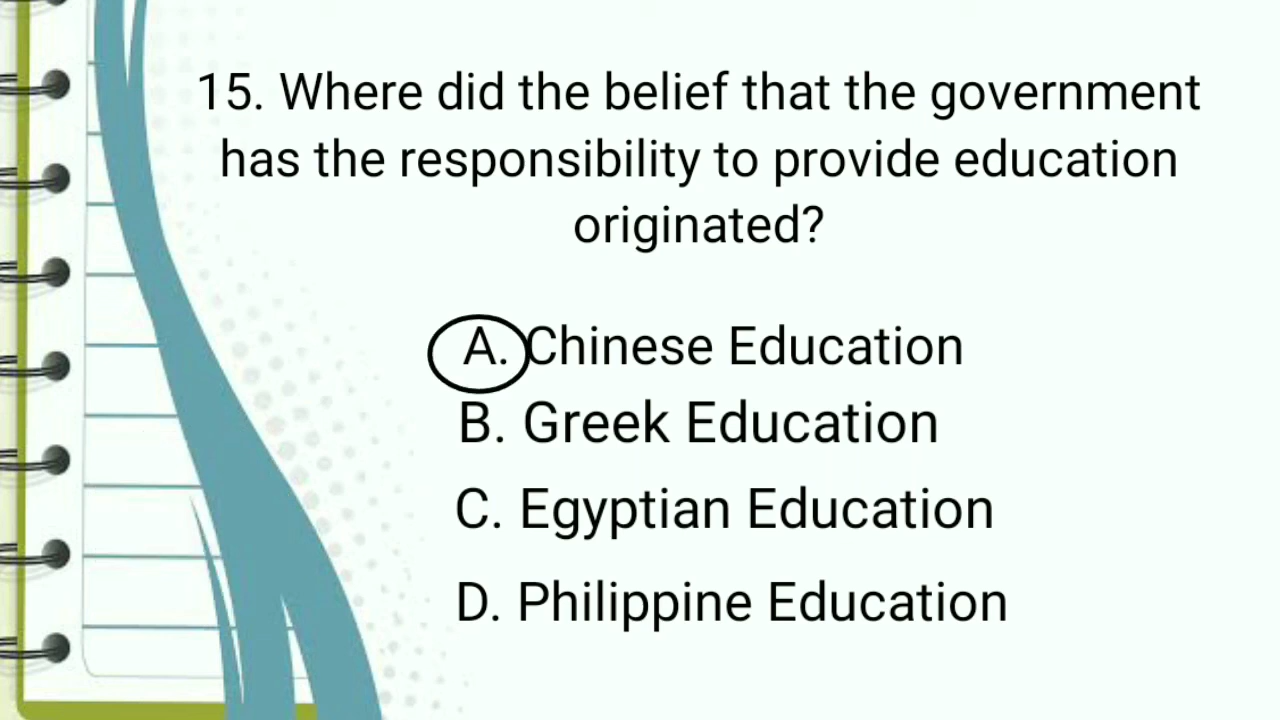 15. Where did the belief that the government
has the responsibility to provide education
originated?
A. Chinese Education
B. Greek Education
C. Egyptian Education
D. Philippine Education